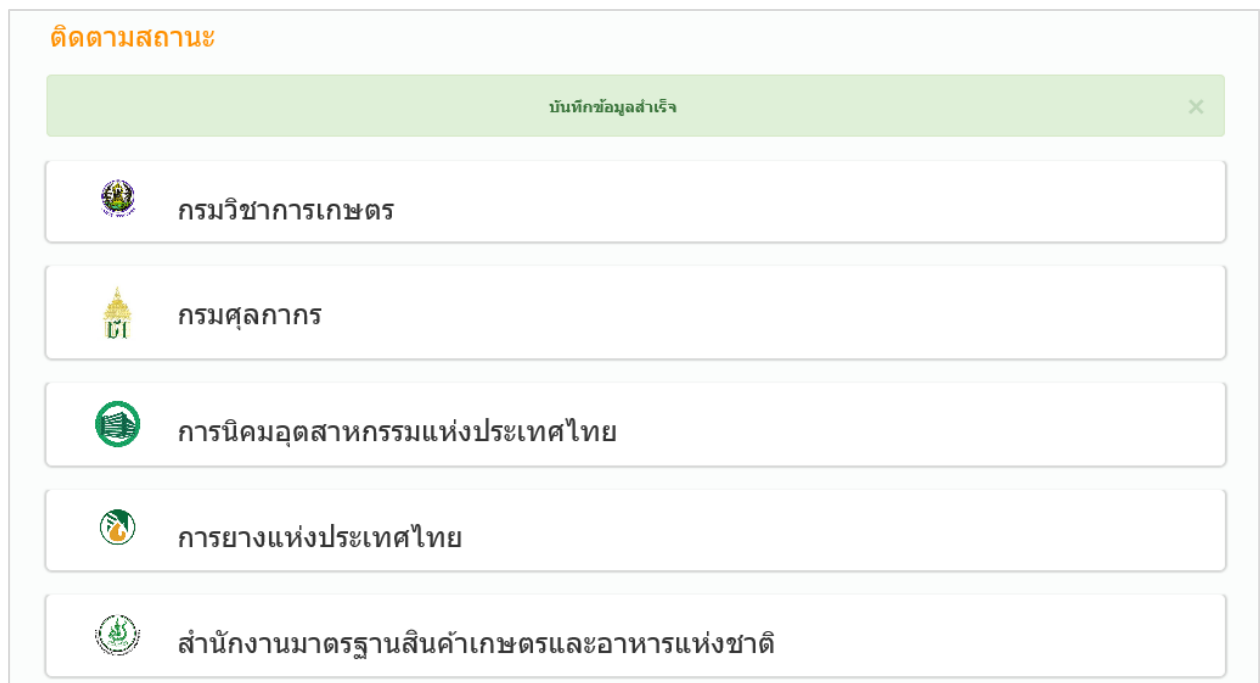 ติดตามสถานะ
บันทึกข้อมูลสำเร็จ ×
กรมวิชาการเกษตร
กรมศุลกากร
การนิคมอุตสาหกรรมแห่งประเทศไทย
การยางแห่งประเทศไทย
สำนักงานมาตรฐานสินค้าเกษตรและอาหารแห่งชาติ